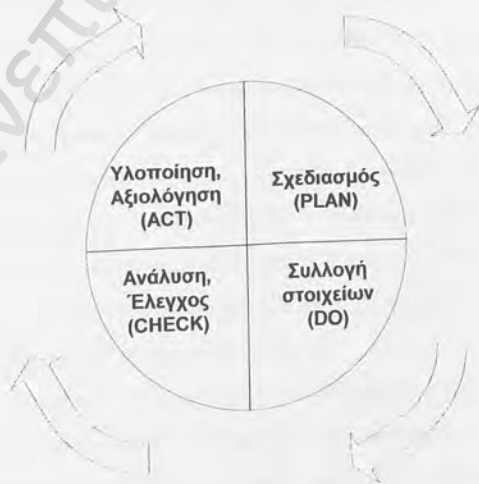 Υλοποίηση,
Αξιολόγηση
(ACT)
Σχεδιασμός
(PLAN)
Ανάλυση,
Έλεγχος
(CHECK)
Συλλογή
στοιχείων
(DO)